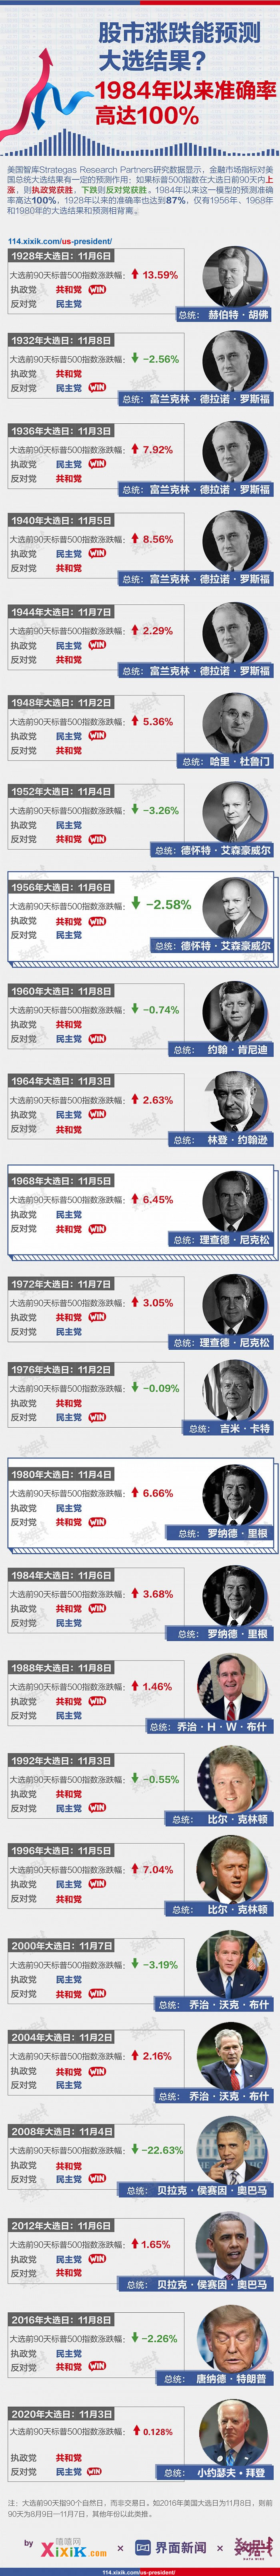 股市涨跌能预测
大选结果?
1984年以来准确率
高达100%
美国智库Strategas Research Partners研究数据显示，金融市场指标对美
国总统大选结果有一定的预测作用：如果标普500指数在大选日前90天内上
涨，则执政党获胜，下跌则反对党获胜。1984年以来这一模型的预测准确
率高达100%，1928年以来的准确率也达到87%，仅有1956年、1968年
和1980年的大选结果和预测相背离。
114.xixik.com/us-president/
1928年大选日：11月6日
大选前90天标普500指数涨跌幅：13.59%
执政党 共和党 WIN
反对党 民主党
总统：赫伯特·胡佛
1932年大选日：11月8日
大选前90天标普500指数涨跌幅：-2.56%
执政党 共和党
反对党 民主党 WIN
总统：富兰克林·德拉诺·罗斯福
1936年大选日：11月3日
大选前90天标普500指数涨跌幅：7.92%
执政党 民主党 WIN
反对党 共和党
总统：富兰克林·德拉诺·罗斯福
1940年大选日：11月5日
大选前90天标普500指数涨跌幅：8.56%
执政党 民主党 WIN
反对党 共和党
总统：富兰克林·德拉诺·罗斯福
1944年大选日：11月7日
大选前90天标普500指数涨跌幅：2.29%
执政党 民主党 WIN
反对党 共和党
总统：富兰克林·德拉诺·罗斯福
1948年大选日：11月2日
大选前90天标普500指数涨跌幅：5.36%
执政党 民主党 WIN
反对党 共和党
总统：哈里·杜鲁门
1952年大选日：11月4日
大选前90天标普500指数涨跌幅：-3.26%
执政党 民主党
反对党 共和党 WIN
总统：德怀特·艾森豪威尔
1956年大选日：11月6日
大选前90天标普500指数涨跌幅：-2.58%
执政党 共和党 WIN
反对党 民主党
总统：德怀特·艾森豪威尔
1960年大选日：11月8日
大选前90天标普500指数涨跌幅：-0.74%
执政党 共和党
反对党 民主党 WIN
总统：约翰·肯尼迪
1964年大选日：11月3日
大选前90天标普500指数涨跌幅：2.63%
执政党 民主党 WIN
反对党 共和党
总统：林登·约翰逊
1968年大选日：11月5日
大选前90天标普500指数涨跌幅：6.45%
执政党 民主党
反对党 共和党 WIN
总统：理查德·尼克松
1972年大选日：11月7日
大选前90天标普500指数涨跌幅：3.05%
执政党 共和党 WIN
反对党 民主党
总统：理查德·尼克松
1976年大选日：11月2日
大选前90天标普500指数涨跌幅：-0.09%
执政党 共和党
反对党 民主党 WIN
总统：吉米·卡特
1980年大选日：11月4日
大选前90天标普500指数涨跌幅：6.66%
执政党 民主党
反对党 共和党 WIN
总统：罗纳德·里根
1984年大选日：11月6日
大选前90天标普500指数涨跌幅：3.68%
执政党 共和党 WIN
反对党 民主党
总统：罗纳德·里根
1988年大选日：11月8日
大选前90天标普500指数涨跌幅：1.46%
执政党 共和党 WIN
反对党 民主党
总统：乔治·H·W·布什
1992年大选日：11月3日
大选前90天标普500指数涨跌幅：-0.55%
执政党 共和党
反对党 民主党 WIN
总统：比尔·克林顿
1996年大选日：11月5日
大选前90天标普500指数涨跌幅：7.04%
执政党 民主党 WIN
反对党 共和党
总统：比尔·克林顿
2000年大选日：11月7日
大选前90天标普500指数涨跌幅：-3.19%
执政党 民主党
反对党 共和党 WIN
总统：乔治·沃克·布什
2004年大选日：11月2日
大选前90天标普500指数涨跌幅：2.16%
执政党 共和党 WIN
反对党 民主党
总统：乔治·沃克·布什
2008年大选日：11月4日
大选前90天标普500指数涨跌幅：-22.63%
执政党 共和党
反对党 民主党 WIN
总统：贝拉克·侯赛因·奥巴马
2012年大选日：11月6日
大选前90天标普500指数涨跌幅：1.65%
执政党 民主党 WIN
反对党 共和党
总统：贝拉克·侯赛因·奥巴马
2016年大选日：11月8日
大选前90天标普500指数涨跌幅：-2.26%
执政党 民主党
反对党 共和党 WIN
总统：唐纳德·特朗普
2020年大选日：11月3日
大选前90天标普500指数涨跌幅：0.128%
执政党 共和党
反对党 民主党 WIN
总统：小约瑟夫·拜登
注：大选前90天指90个自然日，而非交易日。如2016年美国大选日为11月8日，则前
90天为8月9日—11月7日，其他年份以此类推。
by 嘻嘻网 XiXiK.com × 界面新闻 ×
114.xixik.com/us-president/